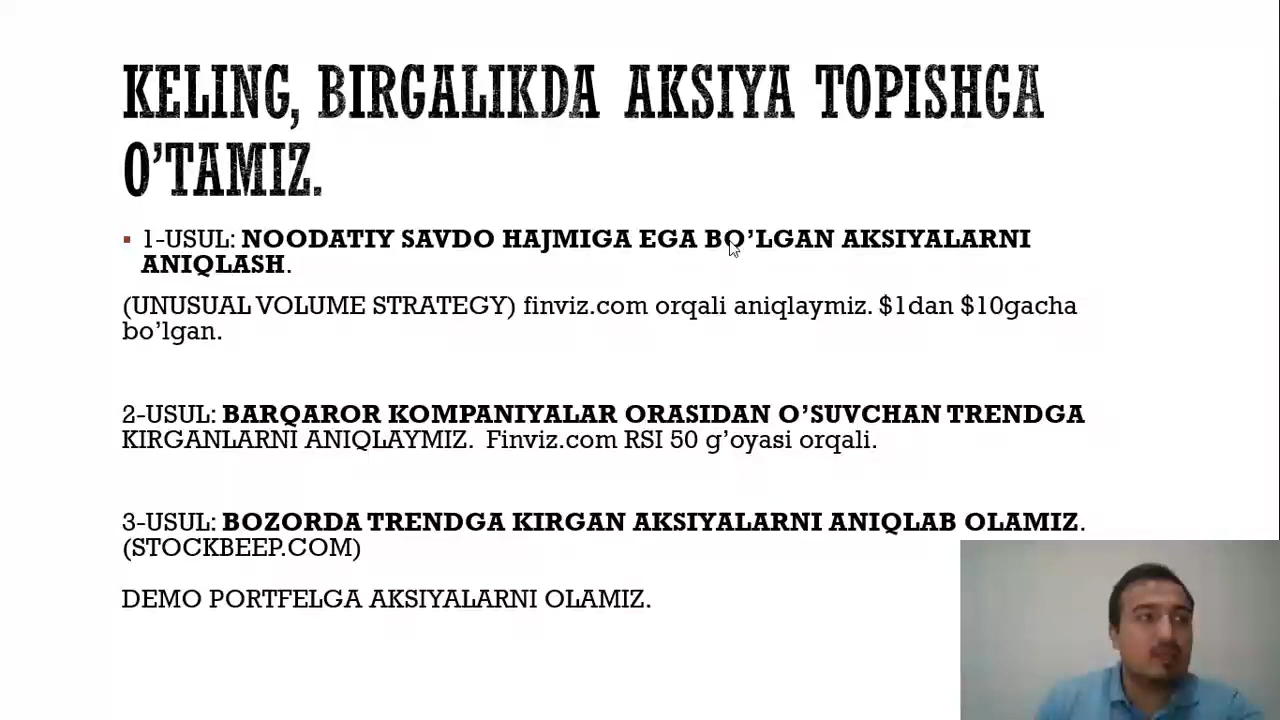 KELING, BIRGALIKDA AKSIYA TOPISHGA
O’TAMIZ.
▪ 1-USUL: NOODATIY SAVDO HAJMIGA EGA BO’LGAN AKSIYALARNI
ANIQLASH.
(UNUSUAL VOLUME STRATEGY) finviz.com orqali aniqlaymiz. $1dan $10gacha
bo’lgan.
2-USUL: BARQAROR KOMPANIYALAR ORASIDAN O’SUVCHAN TRENDGA
KIRGANLARNI ANIQLAYMIZ. Finviz.com RSI 50 g’oyasi orqali.
3-USUL: BOZORDA TRENDGA KIRGAN AKSIYALARNI ANIQLAB OLAMIZ.
(STOCKBEEP.COM)
DEMO PORTFELGA AKSIYALARNI OLAMIZ.